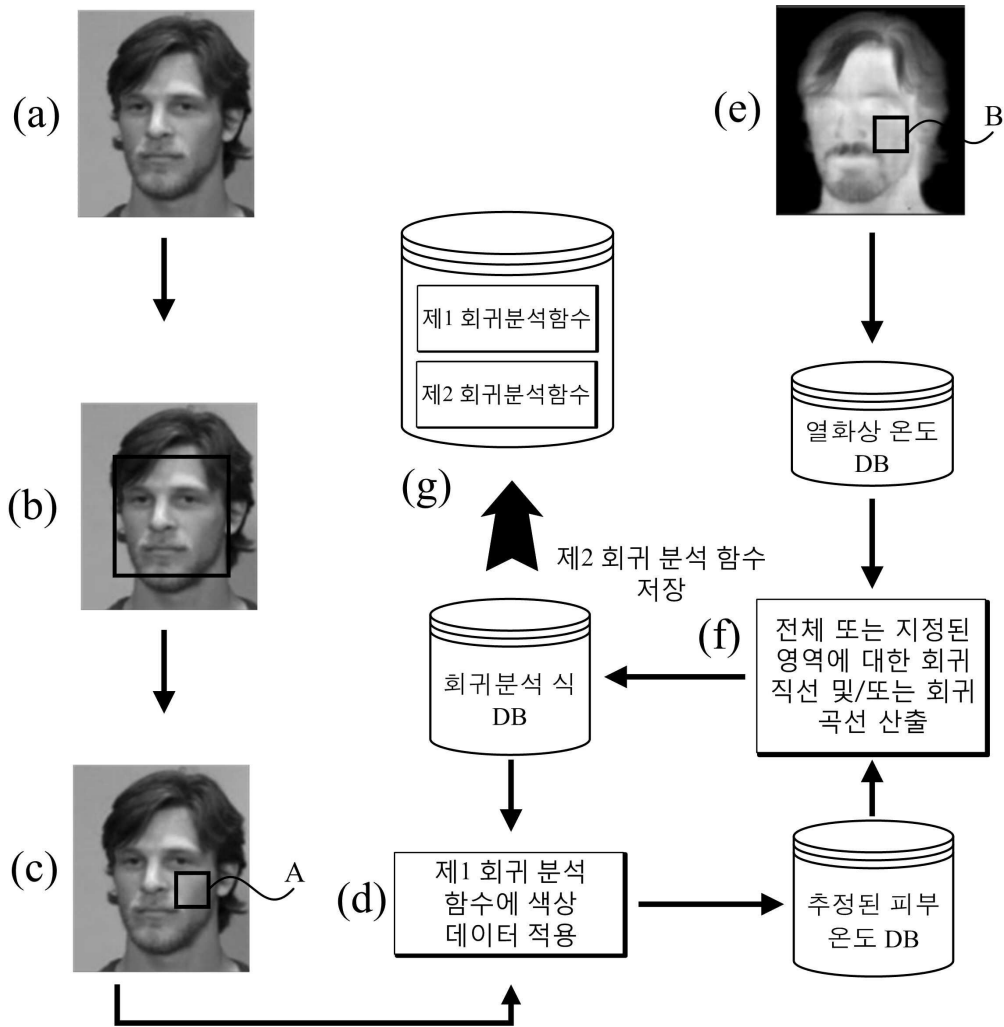 (a)
(e)
B
제1 회귀분석함수
제2 회귀분석함수
열화상 온도
DB
(b)
(g)
제2 회귀 분석 함수
저장
(f)
전체 또는 지정된
영역에 대한 회귀
직선 및/또는 회귀
곡선 산출
회귀분석 식
DB
(c)
A
(d)
제1 회귀 분석
함수에 색상
데이터 적용
추정된 피부
온도 DB